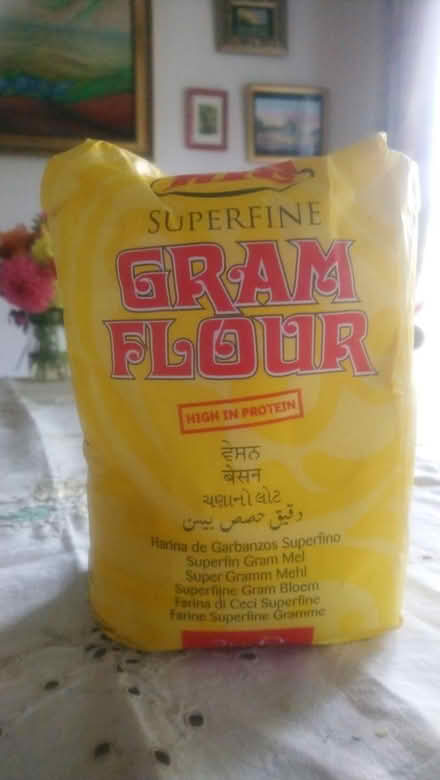 SUPERFINE
GRAM
FLOUR
HIGH IN PROTEIN
ਵੇਸਨ
बेसन
ચણાનો લોટ
دقيق حمص بيسن
Harina de Garbanzos Superfino
Superfin Gram Mel
Super Gramm Mehl
Superfijne Gram Bloem
Farina di Ceci Superfine
Farine Superfine Gramme